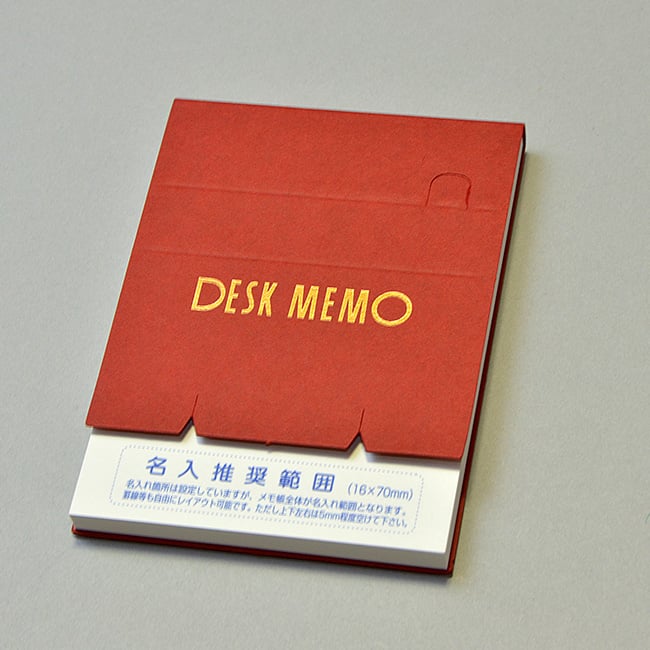 DESK MEMO
名入推奨範囲 (16×70mm)
名入れ箇所は設定していますが、メモ帳全体が名入れ範囲となります。
罫線等も自由にレイアウト可能です。ただし上下左右は5mm程度空けて下さい。